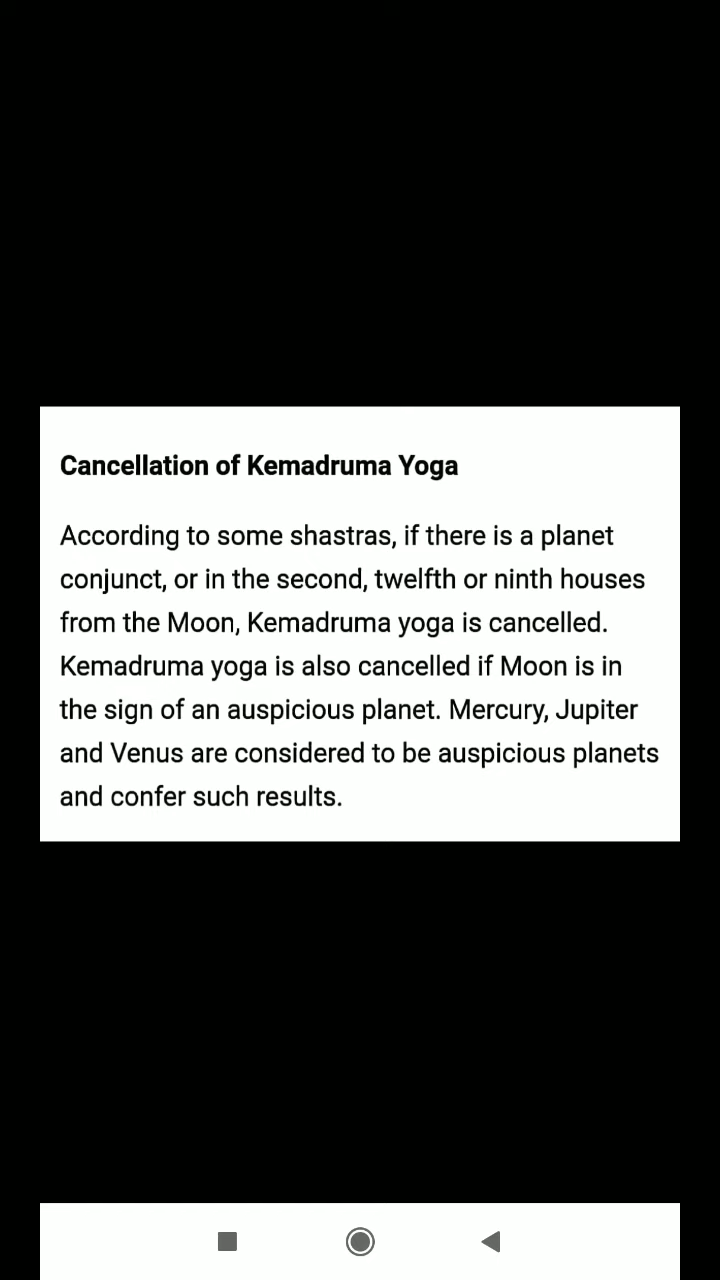 Cancellation of Kemadruma Yoga
According to some shastras, if there is a planet
conjunct, or in the second, twelfth or ninth houses
from the Moon, Kemadruma yoga is cancelled.
Kemadruma yoga is also cancelled if Moon is in
the sign of an auspicious planet. Mercury, Jupiter
and Venus are considered to be auspicious planets
and confer such results.